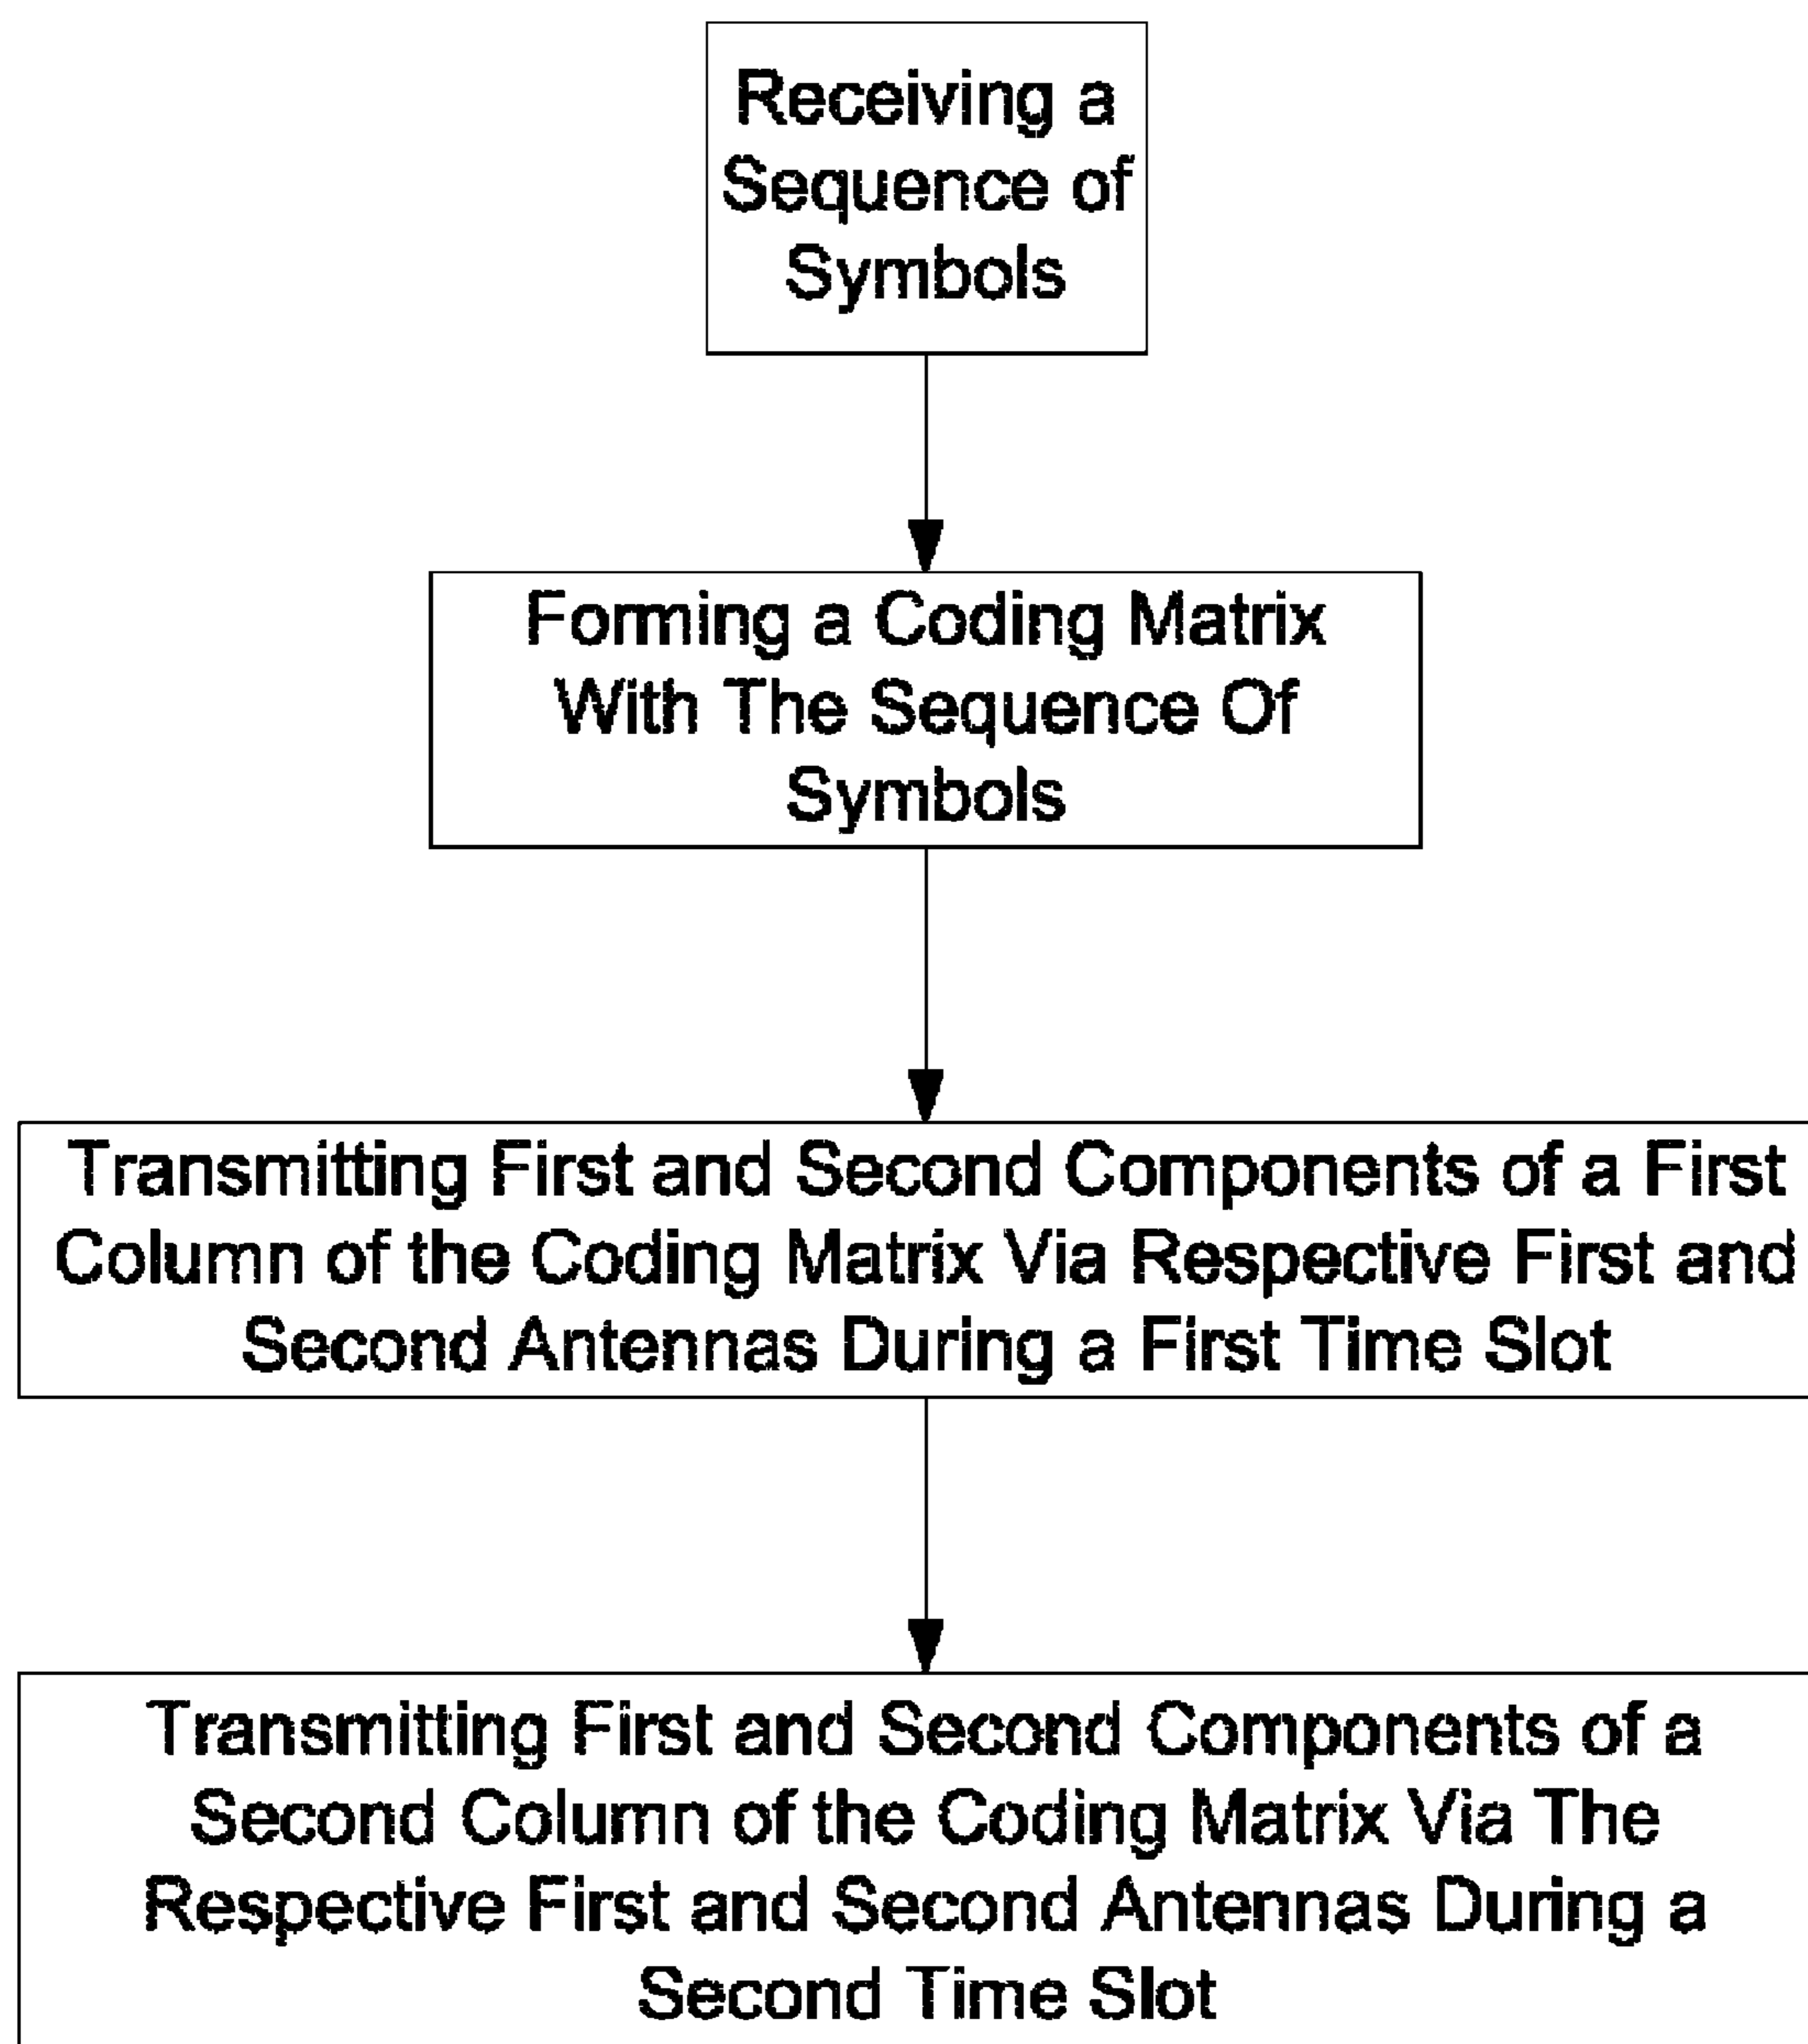 Receiving a
Sequence of
Symbols
Forming a Coding Matrix
With The Sequence Of
Symbols
Transmitting First and Second Components of a First
Column of the Coding Matrix Via Respective First and
Second Antennas During a First Time Slot
Transmitting First and Second Components of a
Second Column of the Coding Matrix Via The
Respective First and Second Antennas During a
Second Time Slot